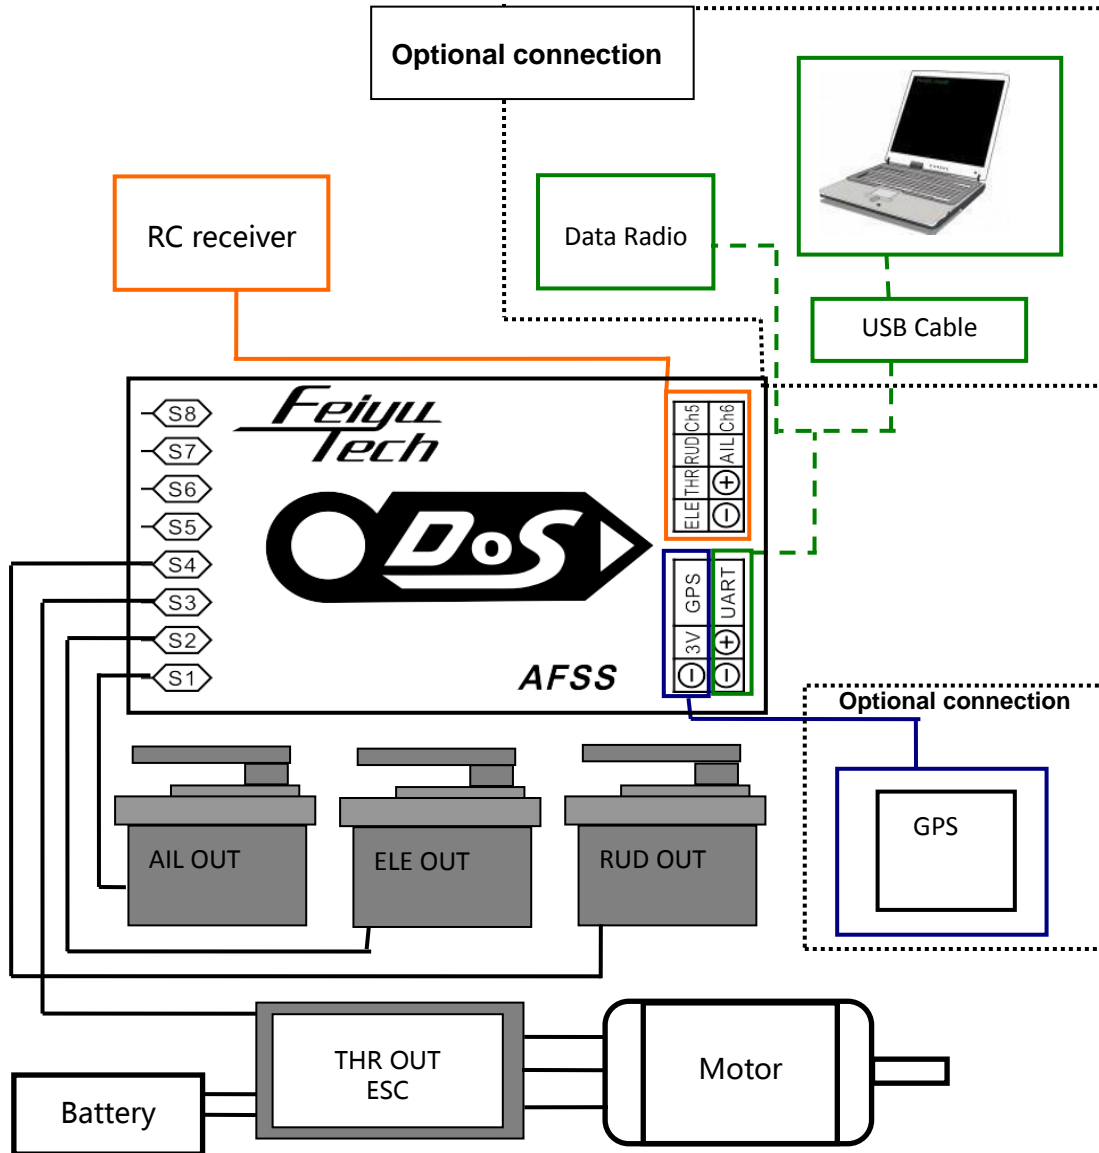 Optional connection
RC receiver
Data Radio
USB Cable
Feiyu
Tech
S8
S7
S6
S5
S4
S3
S2
S1
ELE THR RUD Ch5
⊖ ⊕ AIL Ch6
DoS
⊖ 3V GPS
⊖ ⊕ UART
AFSS
Optional connection
GPS
AIL OUT
ELE OUT
RUD OUT
THR OUT
ESC
Motor
Battery